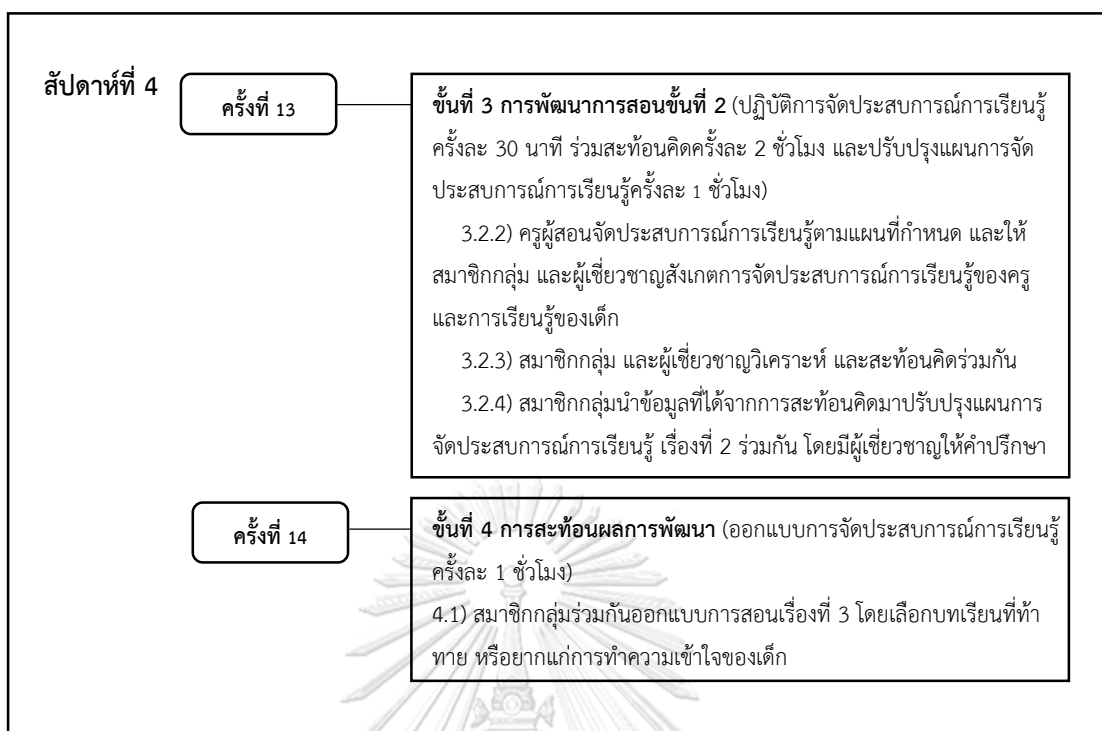 สัปดาห์ที่ 4
ครั้งที่ 13
ขั้นที่ 3 การพัฒนาการสอนขั้นที่ 2 (ปฏิบัติการจัดประสบการณ์การเรียนรู้
ครั้งละ 30 นาที ร่วมสะท้อนคิดครั้งละ 2 ชั่วโมง และปรับปรุงแผนการจัด
ประสบการณ์การเรียนรู้ครั้งละ 1 ชั่วโมง)
3.2.2) ครูผู้สอนจัดประสบการณ์การเรียนรู้ตามแผนที่กำหนด และให้
สมาชิกกลุ่ม และผู้เชี่ยวชาญสังเกตการจัดประสบการณ์การเรียนรู้ของครู
และการเรียนรู้ของเด็ก
3.2.3) สมาชิกกลุ่ม และผู้เชี่ยวชาญวิเคราะห์ และสะท้อนคิดร่วมกัน
3.2.4) สมาชิกกลุ่มนำข้อมูลที่ได้จากการสะท้อนคิดมาปรับปรุงแผนการ
จัดประสบการณ์การเรียนรู้ เรื่องที่ 2 ร่วมกัน โดยมีผู้เชี่ยวชาญให้คำปรึกษา
ครั้งที่ 14
ขั้นที่ 4 การสะท้อนผลการพัฒนา (ออกแบบการจัดประสบการณ์การเรียนรู้
ครั้งละ 1 ชั่วโมง)
4.1) สมาชิกกลุ่มร่วมกันออกแบบการสอนเรื่องที่ 3 โดยเลือกบทเรียนที่ท้า
ทาย หรือยากแก่การทำความเข้าใจของเด็ก